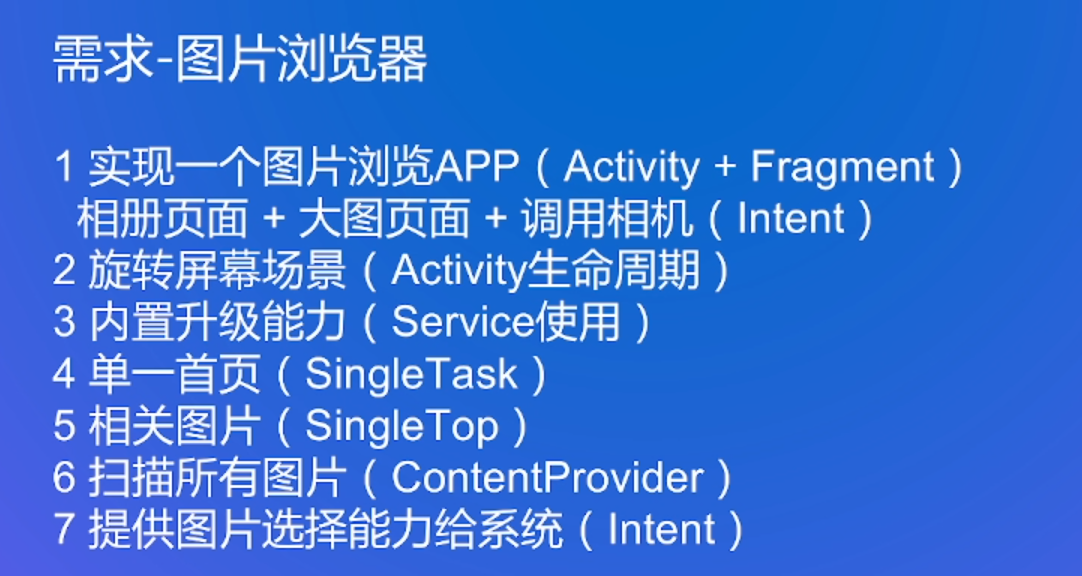 需求-图片浏览器
1 实现一个图片浏览APP（Activity + Fragment）
相册页面 + 大图页面 + 调用相机（Intent）
2 旋转屏幕场景（Activity生命周期）
3 内置升级能力（Service使用）
4 单一首页（SingleTask）
5 相关图片（SingleTop）
6 扫描所有图片（ContentProvider）
7 提供图片选择能力给系统（Intent）